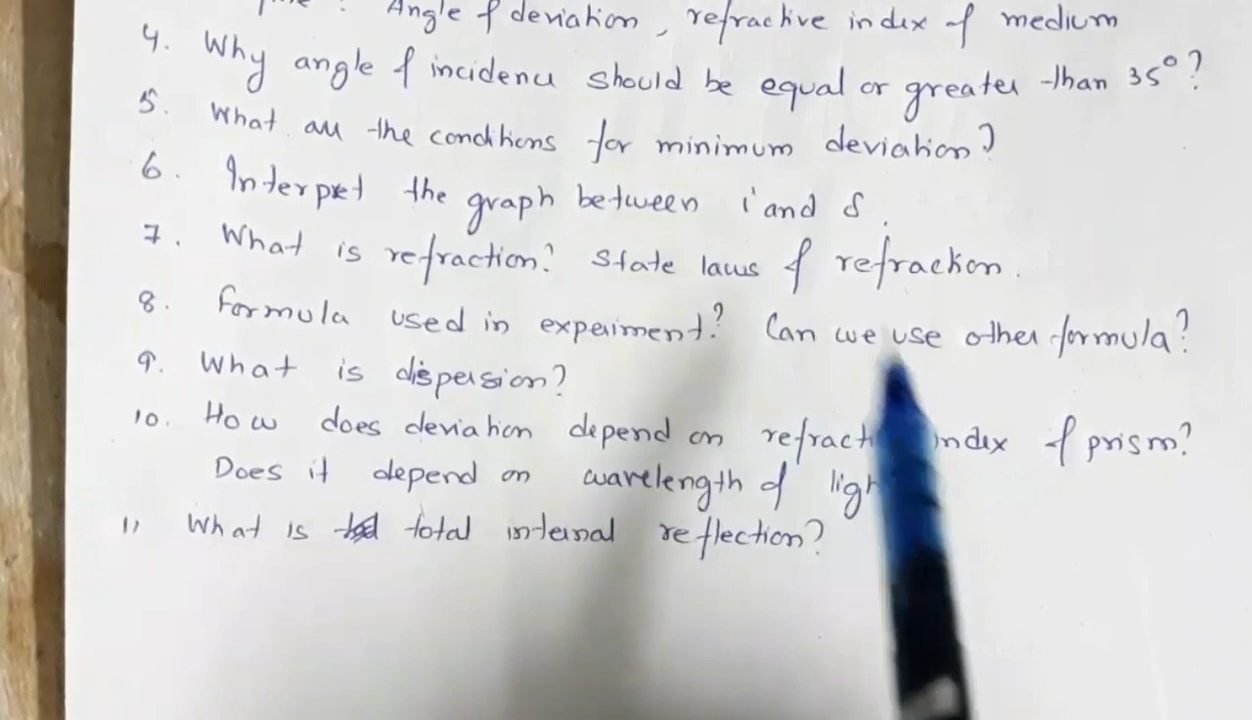 Angle of deviation, refractive index of medium
4. Why angle of incidence should be equal or greater than 35°?
5. What are the conditions for minimum deviation?
6. Interpret the graph between i and δ.
7. What is refraction? State laws of refraction.
8. Formula used in experiment? Can we use other formula?
9. What is dispersion?
10. How does deviation depend on index of prism?
Does it depend on wavelength of
11 What is total internal reflection?